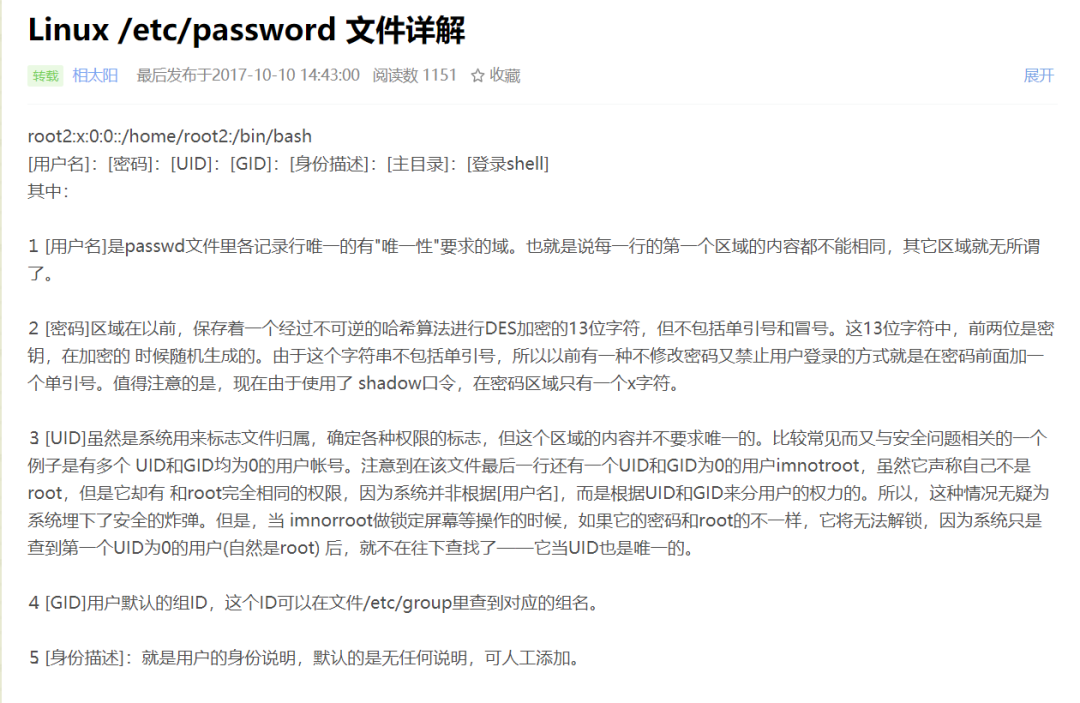 Linux /etc/password 文件详解
转载 相太阳 最后发布于2017-10-10 14:43:00 阅读数 1151 ☆ 收藏 展开
root2:x:0:0::/home/root2:/bin/bash
[用户名]：[密码]：[UID]：[GID]：[身份描述]：[主目录]：[登录shell]
其中：
1 [用户名]是passwd文件里各记录行唯一的有"唯一性"要求的域。也就是说每一行的第一个区域的内容都不能相同，其它区域就无所谓
了。
2 [密码]区域在以前，保存着一个经过不可逆的哈希算法进行DES加密的13位字符，但不包括单引号和冒号。这13位字符中，前两位是密
钥，在加密的 时候随机生成的。由于这个字符串不包括单引号，所以以前有一种不修改密码又禁止用户登录的方式就是在密码前面加一
个单引号。值得注意的是，现在由于使用了 shadow口令，在密码区域只有一个x字符。
3 [UID]虽然是系统用来标志文件归属，确定各种权限的标志，但这个区域的内容并不要求唯一的。比较常见而又与安全问题相关的一个
例子是有多个 UID和GID均为0的用户帐号。注意到在该文件最后一行还有一个UID和GID为0的用户imnotroot，虽然它声称自己不是
root，但是它却有 和root完全相同的权限，因为系统并非根据[用户名]，而是根据UID和GID来分用户的权力的。所以，这种情况无疑为
系统埋下了安全的炸弹。但是，当 imnorroot做锁定屏幕等操作的时候，如果它的密码和root的不一样，它将无法解锁，因为系统只是
查到第一个UID为0的用户(自然是root) 后，就不在往下查找了——它当UID也是唯一的。
4 [GID]用户默认的组ID，这个ID可以在文件/etc/group里查到对应的组名。
5 [身份描述]：就是用户的身份说明，默认的是无任何说明，可人工添加。